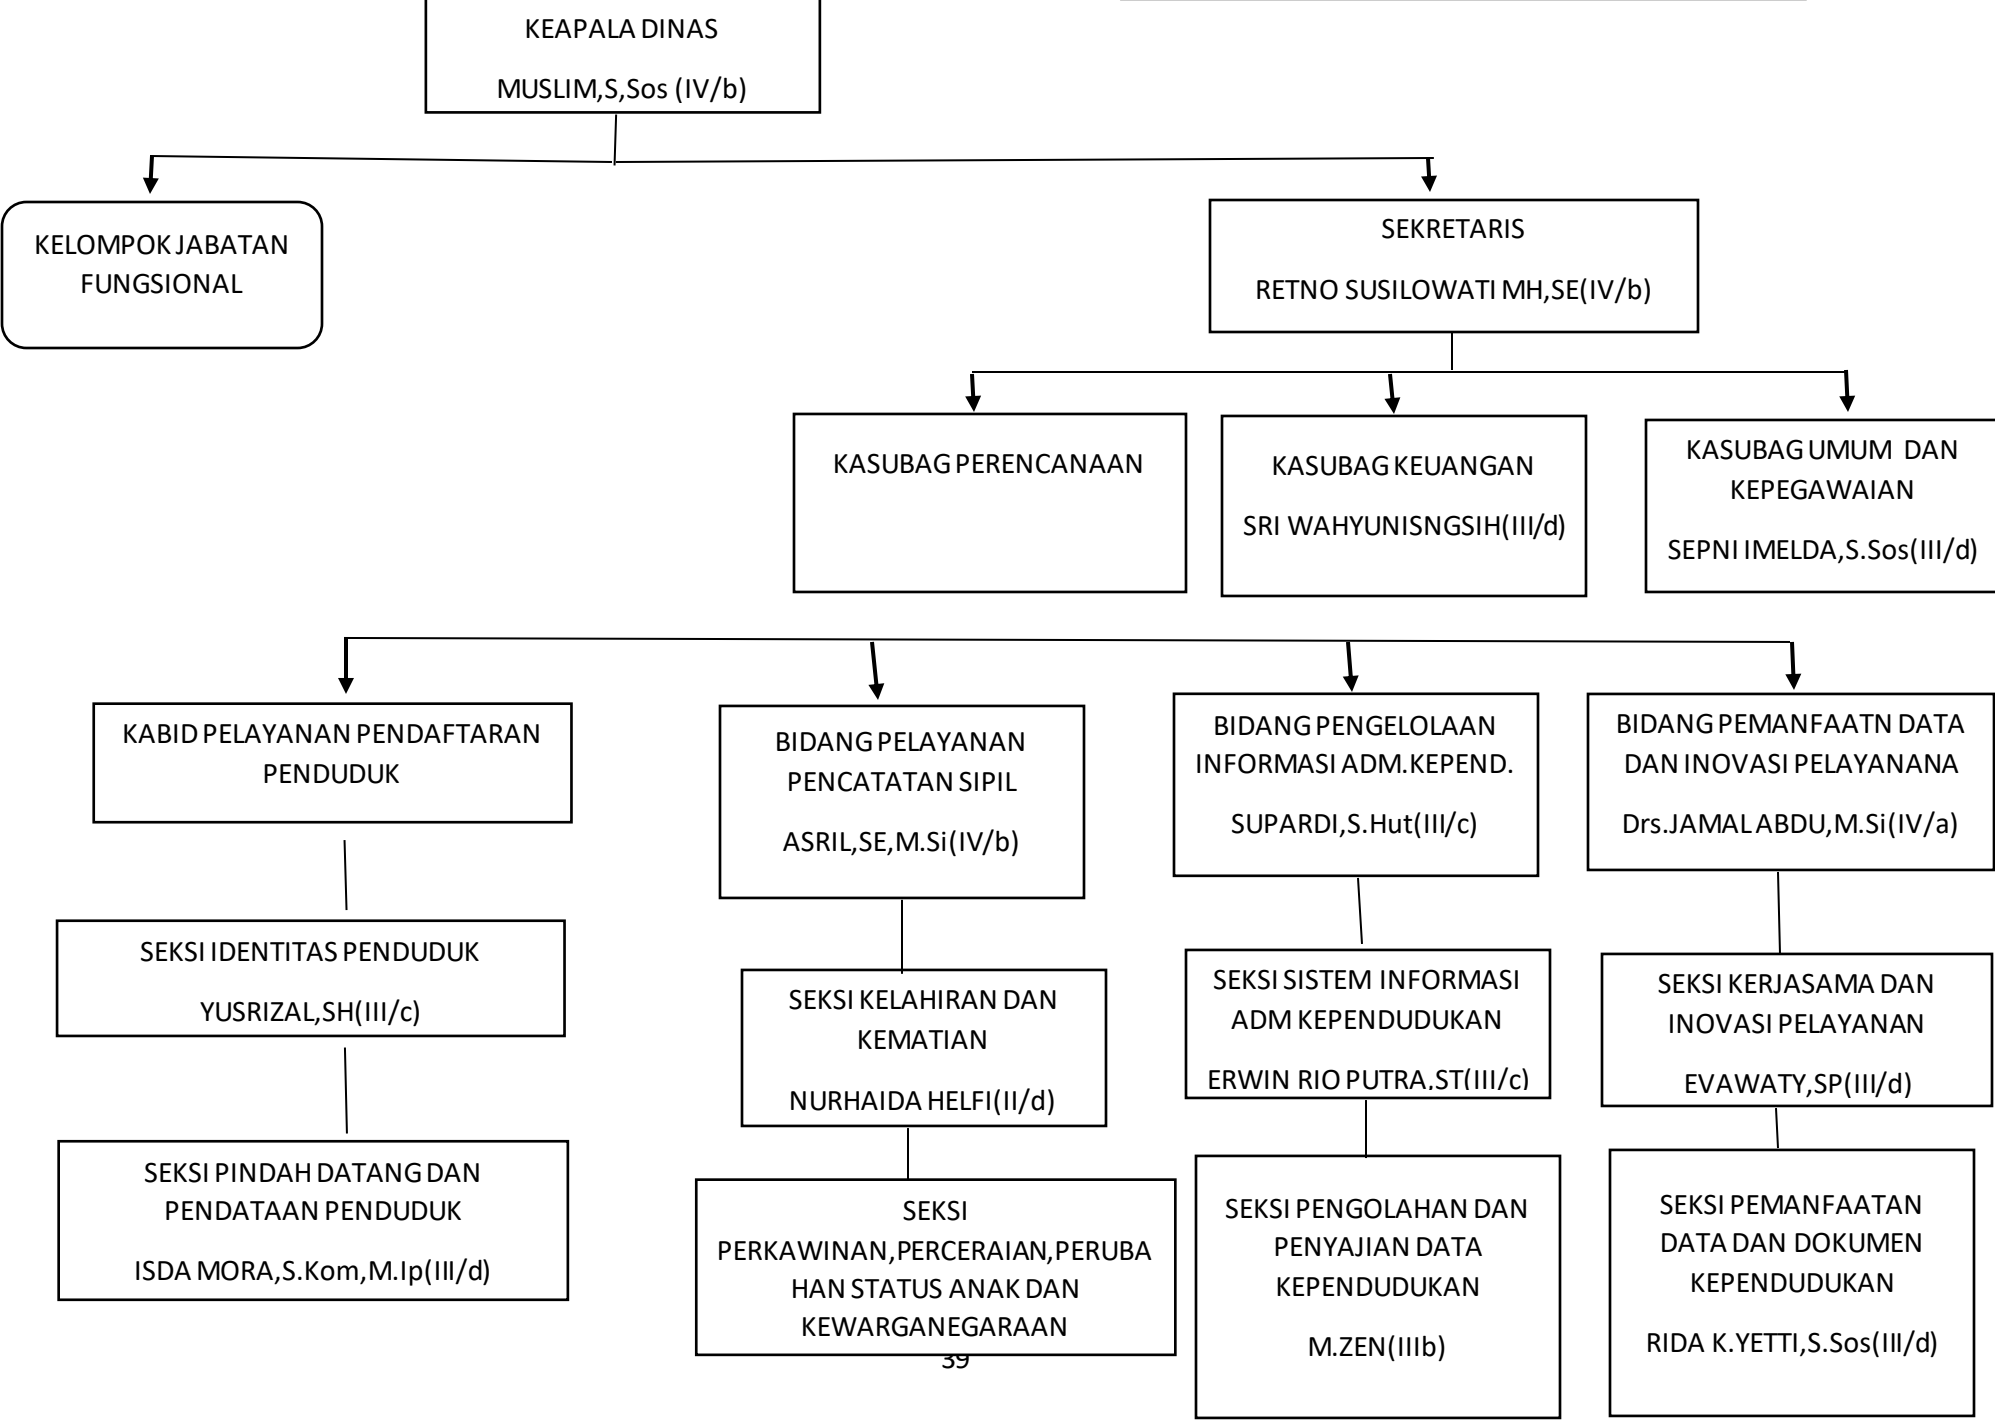 KEAPALA DINAS
MUSLIM,S,Sos (IV/b)
KELOMPOK JABATAN
FUNGSIONAL
SEKRETARIS
RETNO SUSILOWATI MH,SE(IV/b)
KASUBAG PERENCANAAN
KASUBAG KEUANGAN
SRI WAHYUNISNGSIH(III/d)
KASUBAG UMUM DAN
KEPEGAWAIAN
SEPNI IMELDA,S.Sos(III/d)
KABID PELAYANAN PENDAFTARAN
PENDUDUK
BIDANG PELAYANAN
PENCATATAN SIPIL
ASRIL,SE,M.Si(IV/b)
BIDANG PENGELOLAAN
INFORMASI ADM.KEPEND.
SUPARDI,S.Hut(III/c)
BIDANG PEMANFAATN DATA
DAN INOVASI PELAYANANA
Drs.JAMAL ABDU,M.Si(IV/a)
SEKSI IDENTITAS PENDUDUK
YUSRIZAL,SH(III/c)
SEKSI KELAHIRAN DAN
KEMATIAN
NURHAIDA HELFI(II/d)
SEKSI SISTEM INFORMASI
ADM KEPENDUDUKAN
ERWIN RIO PUTRA,ST(III/c)
SEKSI KERJASAMA DAN
INOVASI PELAYANAN
EVAWATY,SP(III/d)
SEKSI PINDAH DATANG DAN
PENDATAAN PENDUDUK
ISDA MORA,S.Kom,M.Ip(III/d)
SEKSI
PERKAWINAN,PERCERAIAN,PERUBA
HAN STATUS ANAK DAN
KEWARGANEGARAAN
SEKSI PENGOLAHAN DAN
PENYAJIAN DATA
KEPENDUDUKAN
M.ZEN(IIIb)
SEKSI PEMANFAATAN
DATA DAN DOKUMEN
KEPENDUDUKAN
RIDA K.YETTI,S.Sos(III/d)
39